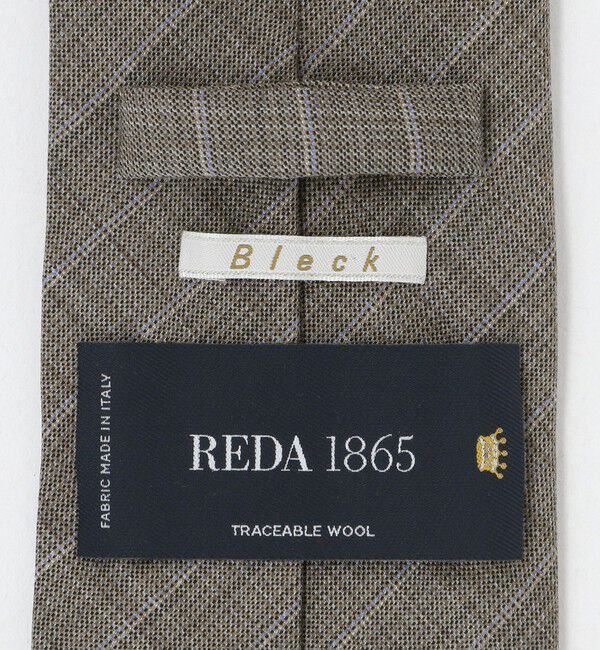 Bleck
FABRIC MADE IN ITALY
REDA 1865
TRACEABLE WOOL